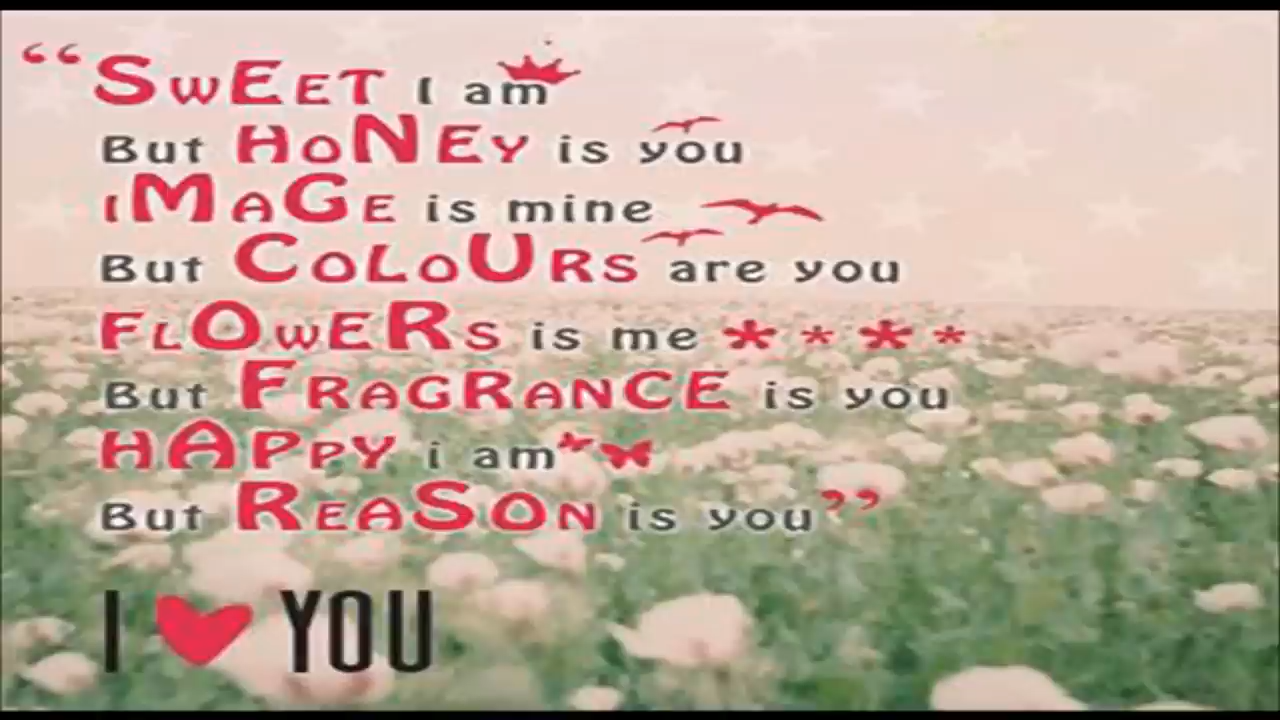 “SwEET I am
But HoNEY is you
iMAGE is mine
But COLoURS are you
FLOwERS is me * * * *
But FRAGRANCE is you
HAPPY i am
But REASON is you”
I ❤ YOU